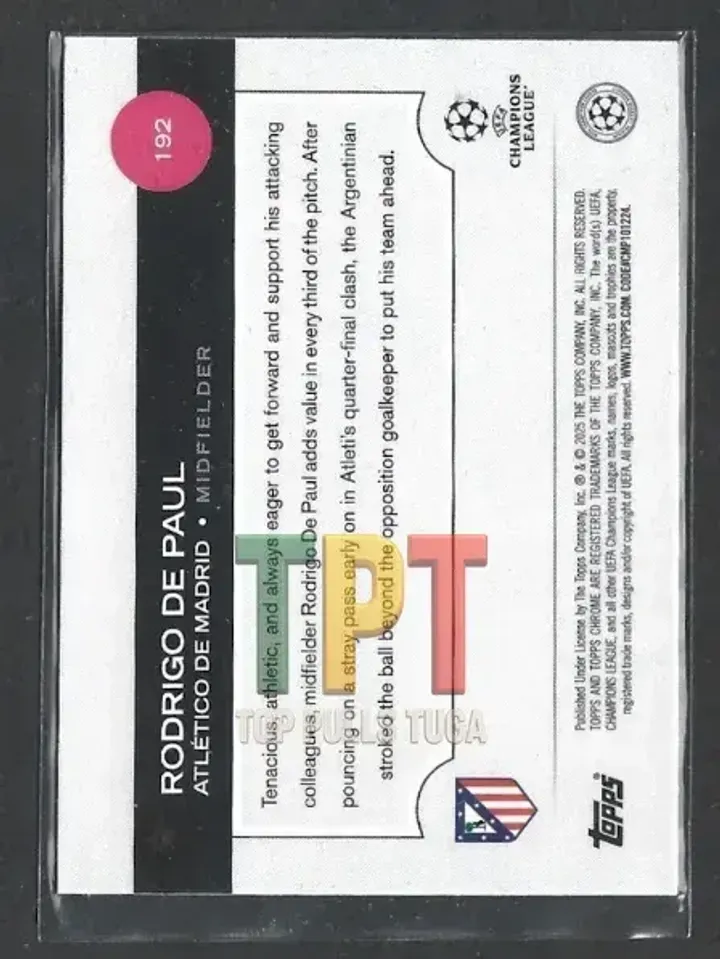 192
RODRIGO DE PAUL
ATLÉTICO DE MADRID • MIDFIELDER
Tenacious, athletic, and always eager to get forward and support his attacking
colleagues, midfielder Rodrigo De Paul adds value in every third of the pitch. After
pouncing on a stray pass early on in Atleti's quarter-final clash, the Argentinian
stroked the ball beyond the opposition goalkeeper to put his team ahead.
UEFA
CHAMPIONS
LEAGUE
TPT
TOP PULLS TUGA
topps®
Published Under License by The Topps Company, Inc. ® & © 2025 THE TOPPS COMPANY, INC. ALL RIGHTS RESERVED.
TOPPS AND TOPPS CHROME ARE REGISTERED TRADEMARKS OF THE TOPPS COMPANY, INC. The word(s) UEFA,
CHAMPIONS LEAGUE, and all other UEFA Champions League marks, names, logos, mascots and trophies are the property,
registered trade marks, designs and/or copyright of UEFA. All rights reserved. WWW.TOPPS.COM. CODE#CMP101224.